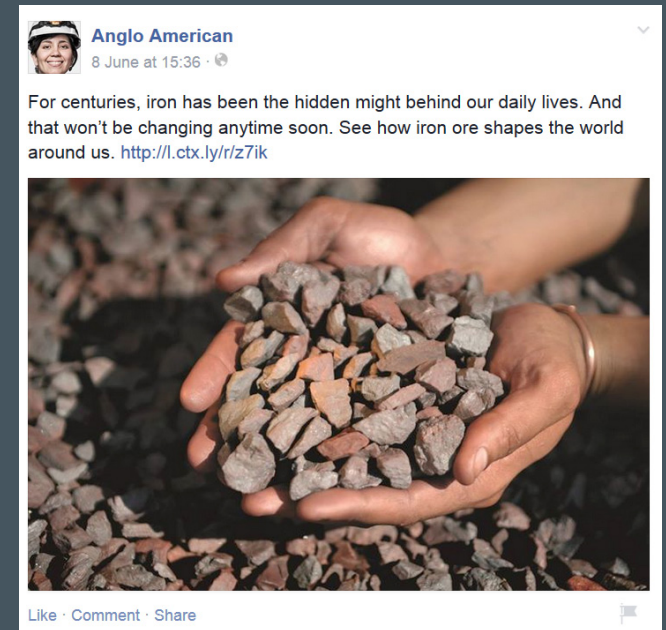 Anglo American
8 June at 15:36 ·
For centuries, iron has been the hidden might behind our daily lives. And
that won't be changing anytime soon. See how iron ore shapes the world
around us. http://l.ctx.ly/r/z7ik
Like · Comment · Share